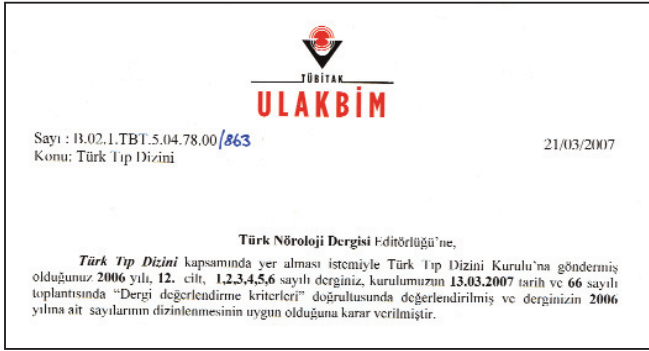 TÜBİTAK
ULAKBİM
Sayı : B.02.1.TBT.5.04.78.00/863
21/03/2007
Konu: Türk Tıp Dizini
Türk Nöroloji Dergisi Editörlüğü'ne,
Türk Tıp Dizini kapsamında yer alması istemiyle Türk Tıp Dizini Kurulu'na göndermiş
olduğunuz 2006 yılı, 12. cilt, 1,2,3,4,5,6 sayılı derginiz, kurulumuzun 13.03.2007 tarih ve 66 sayılı
toplantısında "Dergi değerlendirme kriterleri" doğrultusunda değerlendirilmiş ve derginizin 2006
yılına ait sayılarının dizinlenmesinin uygun olduğuna karar verilmiştir.